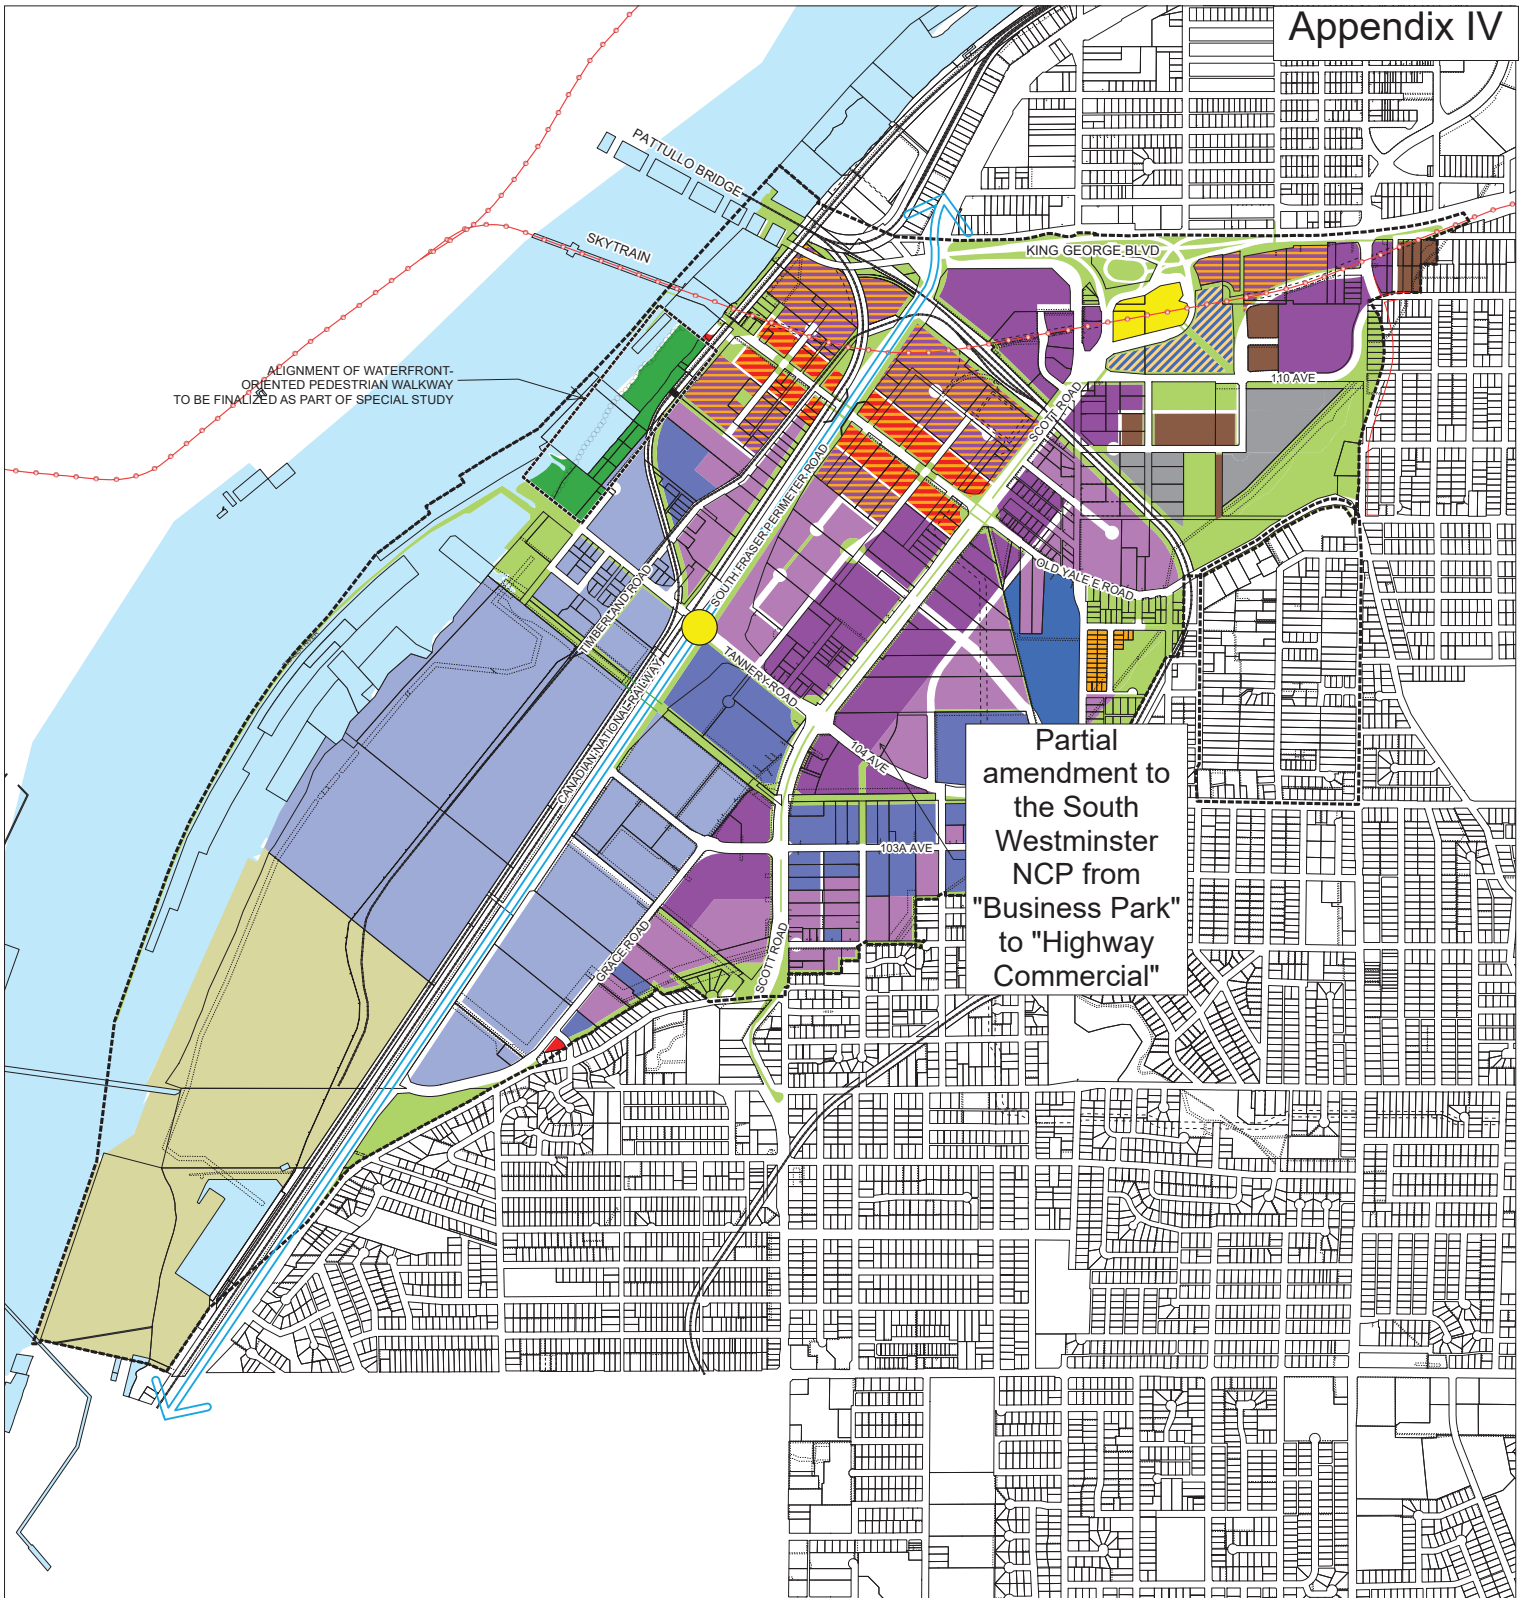 Appendix IV
PATTULLO BRIDGE
SKYTRAIN
KING GEORGE BLVD
ALIGNMENT OF WATERFRONT-
ORIENTED PEDESTRIAN WALKWAY
TO BE FINALIZED AS PART OF SPECIAL STUDY
110 AVE
SCOTT ROAD
SOUTH FRASER PERIMETER ROAD
OLD YALE E ROAD
TIMBERLAND ROAD
TANNERY ROAD
CANADIAN NATIONAL RAILWAY
104 AVE
Partial
amendment to
the South
Westminster
NCP from
"Business Park"
to "Highway
Commercial"
103A AVE
GRACE ROAD
SCOTT ROAD